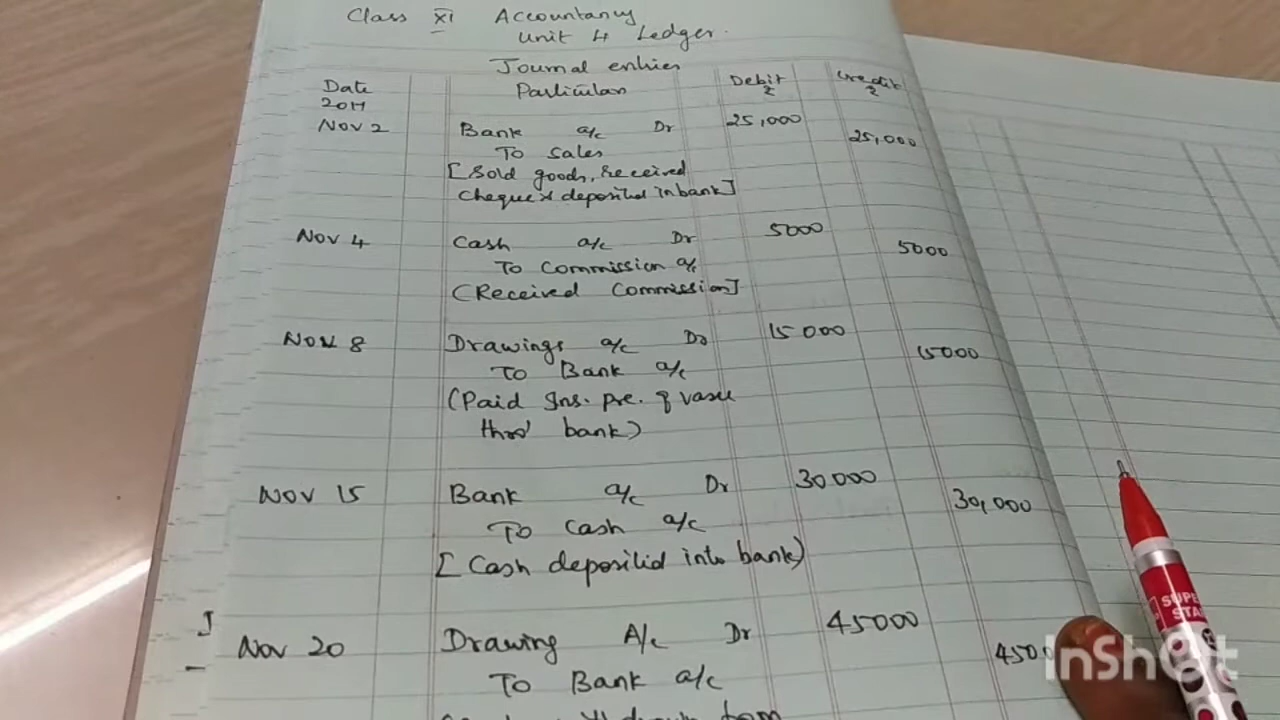 Class XI Accountancy
Unit 4 Ledger.
Journal entries
Date Particulars Debit ₹ Credit ₹
2017
Nov 2 Bank a/c Dr 25,000
To Sales 25,000
[Sold goods, received
cheque & deposited in bank]
Nov 4 Cash a/c Dr 5000
To Commission a/c 5000
(Received Commission]
Nov 8 Drawings a/c Dr 15000
To Bank a/c 15000
(Paid Ins. pre. of
thro' bank)
Nov 15 Bank a/c Dr 30000
To Cash a/c 30,000
[Cash deposited into bank)
Nov 20 Drawing A/c Dr 45000
To Bank a/c 4500
SUPE
STA
InShot